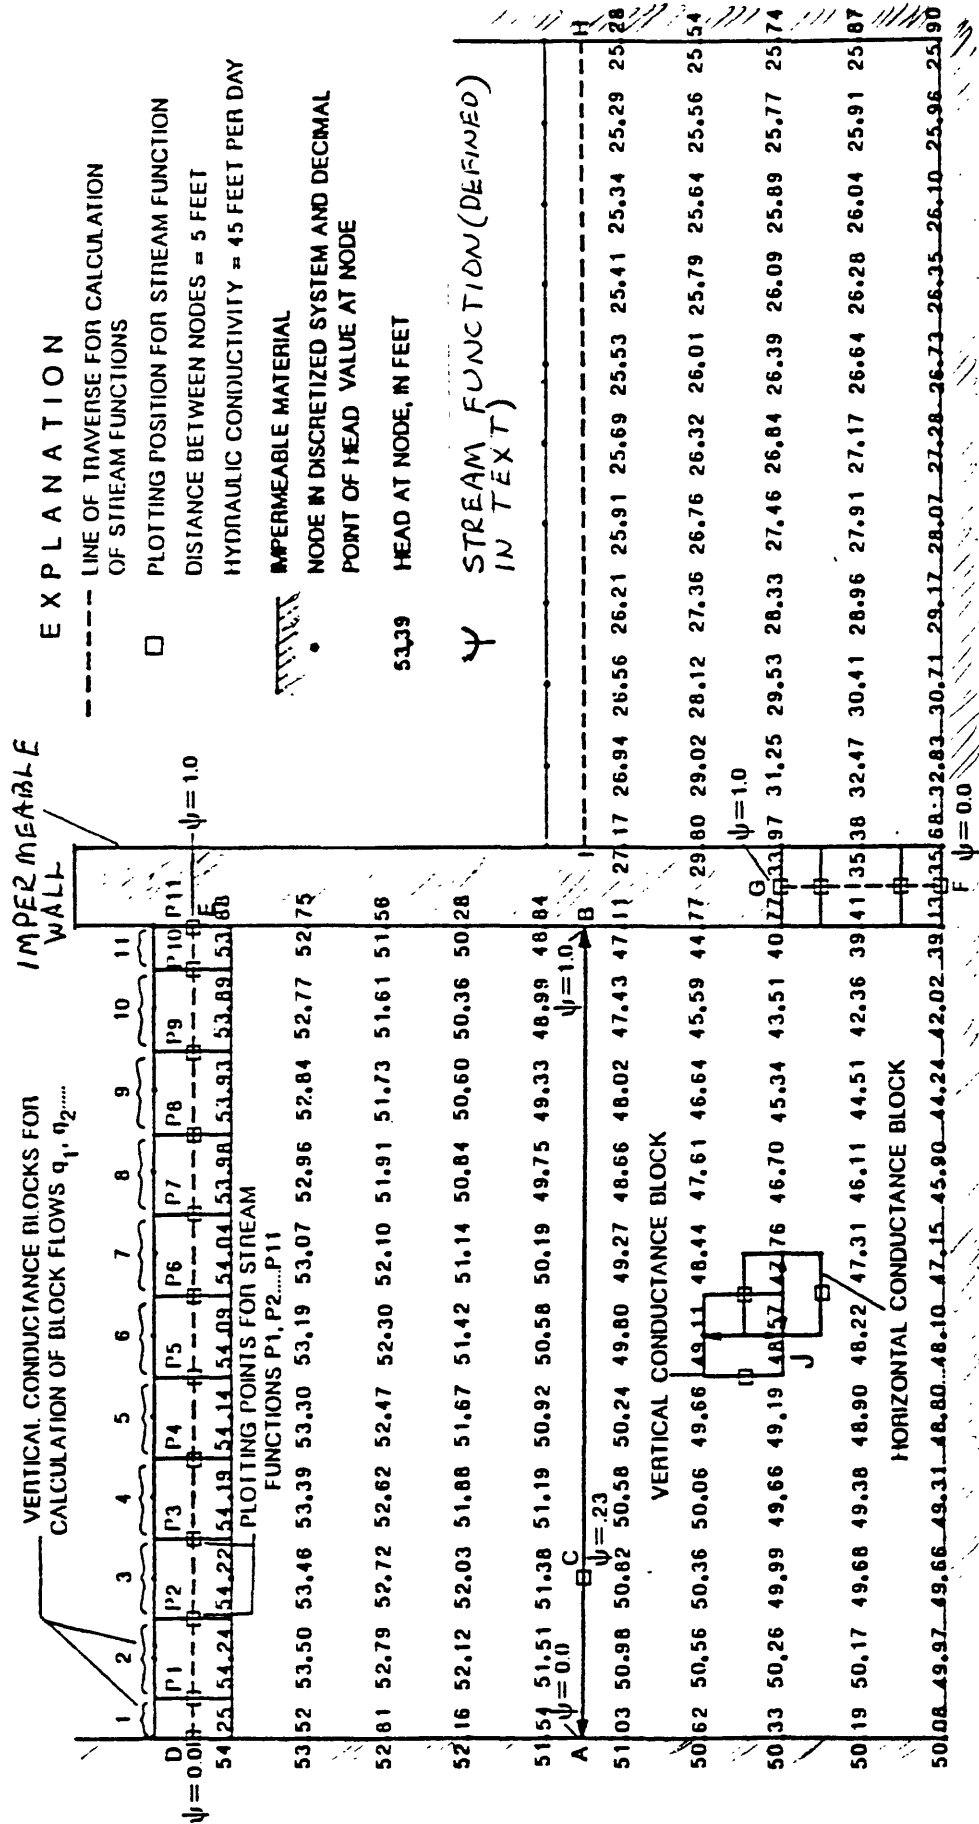 IMPERMEABLE
WALL
VERTICAL CONDUCTANCE BLOCKS FOR
CALCULATION OF BLOCK FLOWS q₁, q₂.....
EXPLANATION
LINE OF TRAVERSE FOR CALCULATION
OF STREAM FUNCTIONS
PLOTTING POSITION FOR STREAM FUNCTION
DISTANCE BETWEEN NODES = 5 FEET
HYDRAULIC CONDUCTIVITY = 45 FEET PER DAY
IMPERMEABLE MATERIAL
NODE IN DISCRETIZED SYSTEM AND DECIMAL
POINT OF HEAD VALUE AT NODE
53.39 HEAD AT NODE, IN FEET
ψ STREAM FUNCTION (DEFINED)
IN TEXT)
1 2 3 4 5 6 7 8 9 10 11
D P1 P2 P3 P4 P5 P6 P7 P8 P9 P10 P11
ψ=0.0 E ψ=1.0
54.25 54.24 54.22 54.19 54.14 54.09 54.04 53.98 53.93 53.89 53.88
PLOTTING POINTS FOR STREAM
FUNCTIONS P1, P2.....P11
53.52 53.50 53.46 53.39 53.30 53.19 53.07 52.96 52.84 52.77 52.75
52.81 52.79 52.72 52.62 52.47 52.30 52.10 51.91 51.73 51.61 51.56
52.16 52.12 52.03 51.88 51.67 51.42 51.14 50.84 50.60 50.36 50.28
51.54 51.51 51.38 51.19 50.92 50.58 50.19 49.75 49.33 48.99 48.84
ψ=0.0 ψ=1.0
A C B I H
ψ=.23
51.03 50.98 50.82 50.58 50.24 49.80 49.27 48.66 48.02 47.43 47.11 27.17 26.94 26.56 26.21 25.91 25.69 25.53 25.41 25.34 25.29 25.28
VERTICAL CONDUCTANCE BLOCK
50.62 50.56 50.36 50.06 49.66 49.11 48.44 47.61 46.64 45.59 44.77 29.80 29.02 28.12 27.36 26.76 26.32 26.01 25.79 25.64 25.56 25.54
G ψ=1.0
50.33 50.26 49.99 49.66 49.19 48.57 47.76 46.70 45.34 43.51 40.77 33.97 31.25 29.53 28.33 27.46 26.84 26.39 26.09 25.89 25.77 25.74
J
50.19 50.17 49.68 49.38 48.90 48.22 47.31 46.11 44.51 42.36 39.41 35.38 32.47 30.41 28.96 27.91 27.17 26.64 26.28 26.04 25.91 25.87
HORIZONTAL CONDUCTANCE BLOCK
50.08 49.97 49.66 49.31 48.80 48.10 47.15 45.90 44.24 42.02 39.13 35.68 32.83 30.71 29.17 28.07 27.28 26.73 26.35 26.10 25.96 25.90
F ψ=0.0